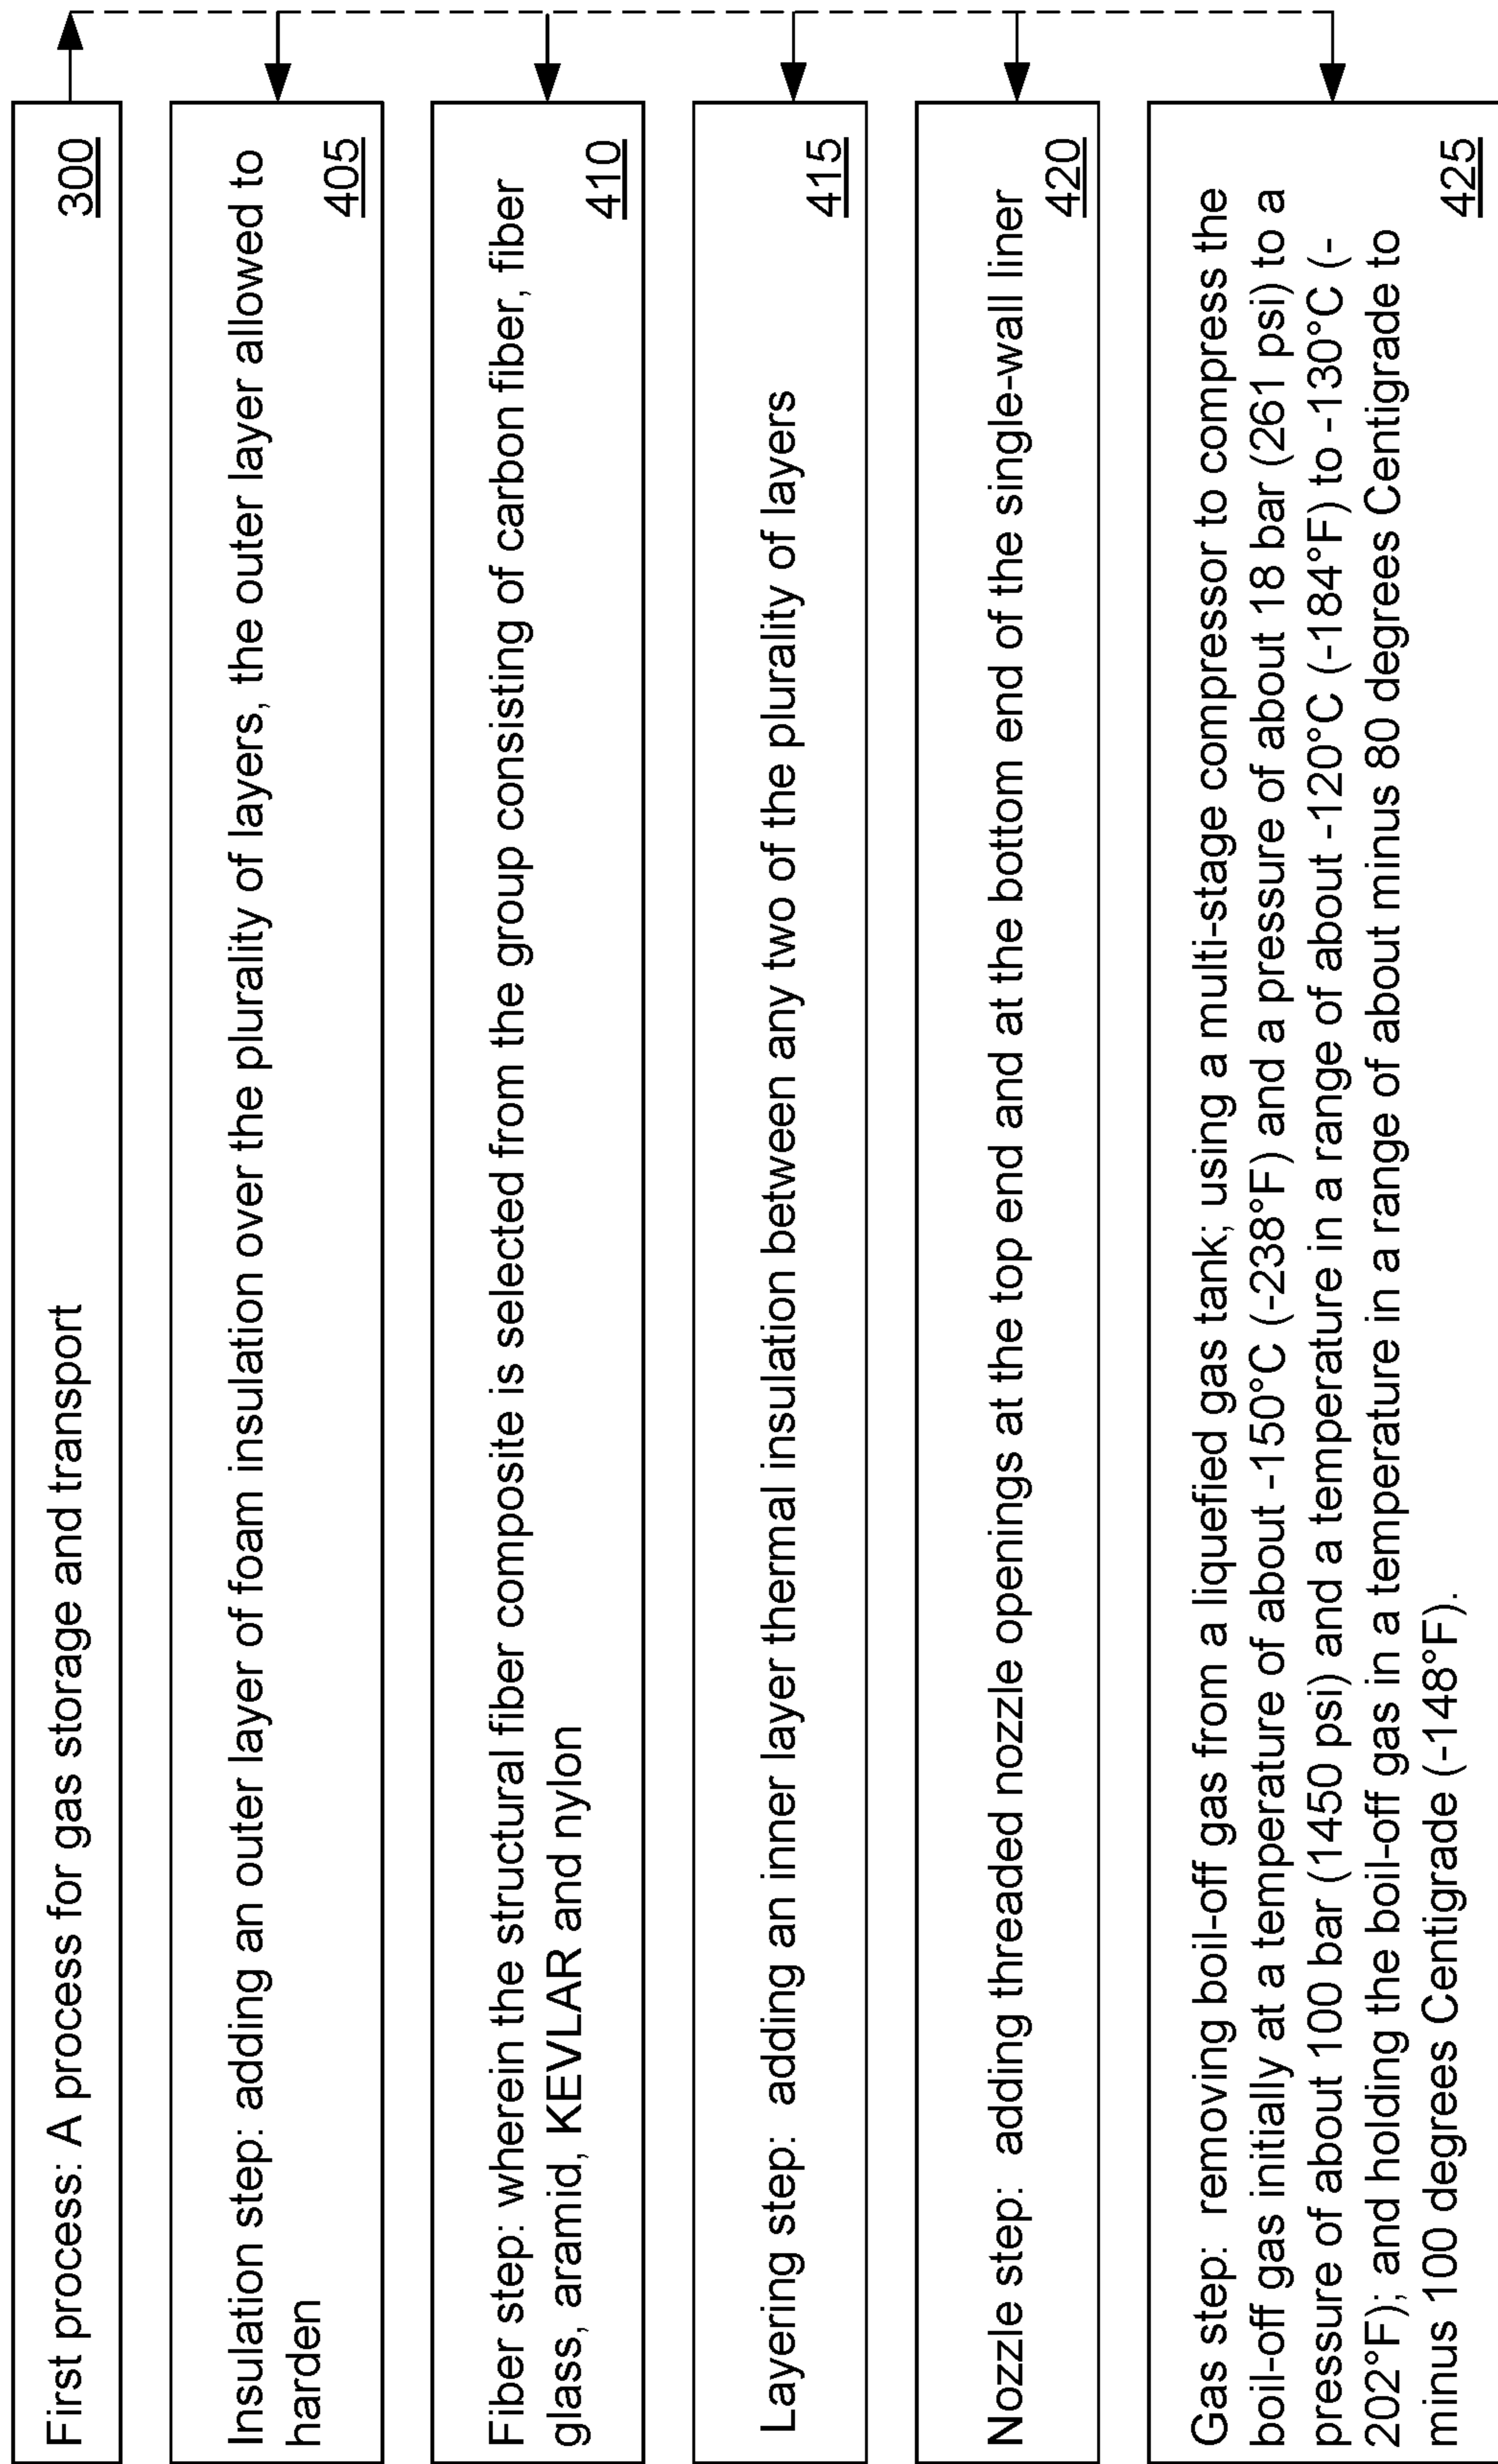 First process: A process for gas storage and transport
300
Insulation step: adding an outer layer of foam insulation over the plurality of layers, the outer layer allowed to
harden
405
Fiber step: wherein the structural fiber composite is selected from the group consisting of carbon fiber, fiber
glass, aramid, KEVLAR and nylon
410
Layering step: adding an inner layer thermal insulation between any two of the plurality of layers
415
Nozzle step: adding threaded nozzle openings at the top end and at the bottom end of the single-wall liner
420
Gas step: removing boil-off gas from a liquefied gas tank; using a multi-stage compressor to compress the
boil-off gas initially at a temperature of about -150°C (-238°F) and a pressure of about 18 bar (261 psi) to a
pressure of about 100 bar (1450 psi) and a temperature in a range of about -120°C (-184°F) to -130°C (-
202°F); and holding the boil-off gas in a temperature in a range of about minus 80 degrees Centigrade to
minus 100 degrees Centigrade (-148°F).
425